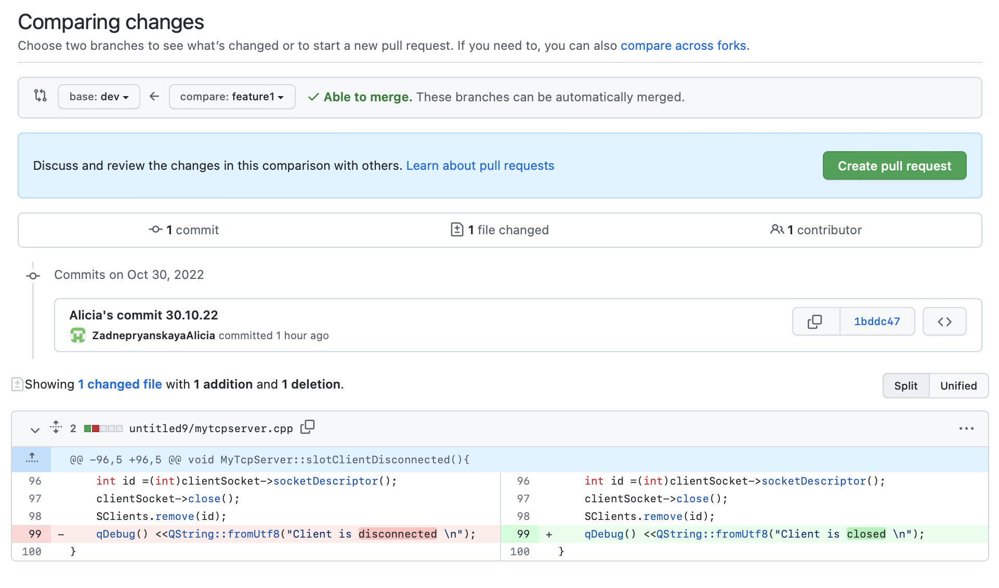 Comparing changes
Choose two branches to see what’s changed or to start a new pull request. If you need to, you can also compare across forks.
base: dev compare: feature1 Able to merge. These branches can be automatically merged.
Discuss and review the changes in this comparison with others. Learn about pull requests Create pull request
1 commit 1 file changed 1 contributor
Commits on Oct 30, 2022
Alicia's commit 30.10.22
ZadnepryanskayaAlicia committed 1 hour ago
1bddc47
Showing 1 changed file with 1 addition and 1 deletion.
Split Unified
2 untitled9/mytcpserver.cpp
@@ -96,5 +96,5 @@ void MyTcpServer::slotClientDisconnected(){
96 int id =(int)clientSocket->socketDescriptor(); 96 int id =(int)clientSocket->socketDescriptor();
97 clientSocket->close(); 97 clientSocket->close();
98 SClients.remove(id); 98 SClients.remove(id);
99 - qDebug() <<QString::fromUtf8("Client is disconnected \n"); 99 + qDebug() <<QString::fromUtf8("Client is closed \n");
100 } 100 }